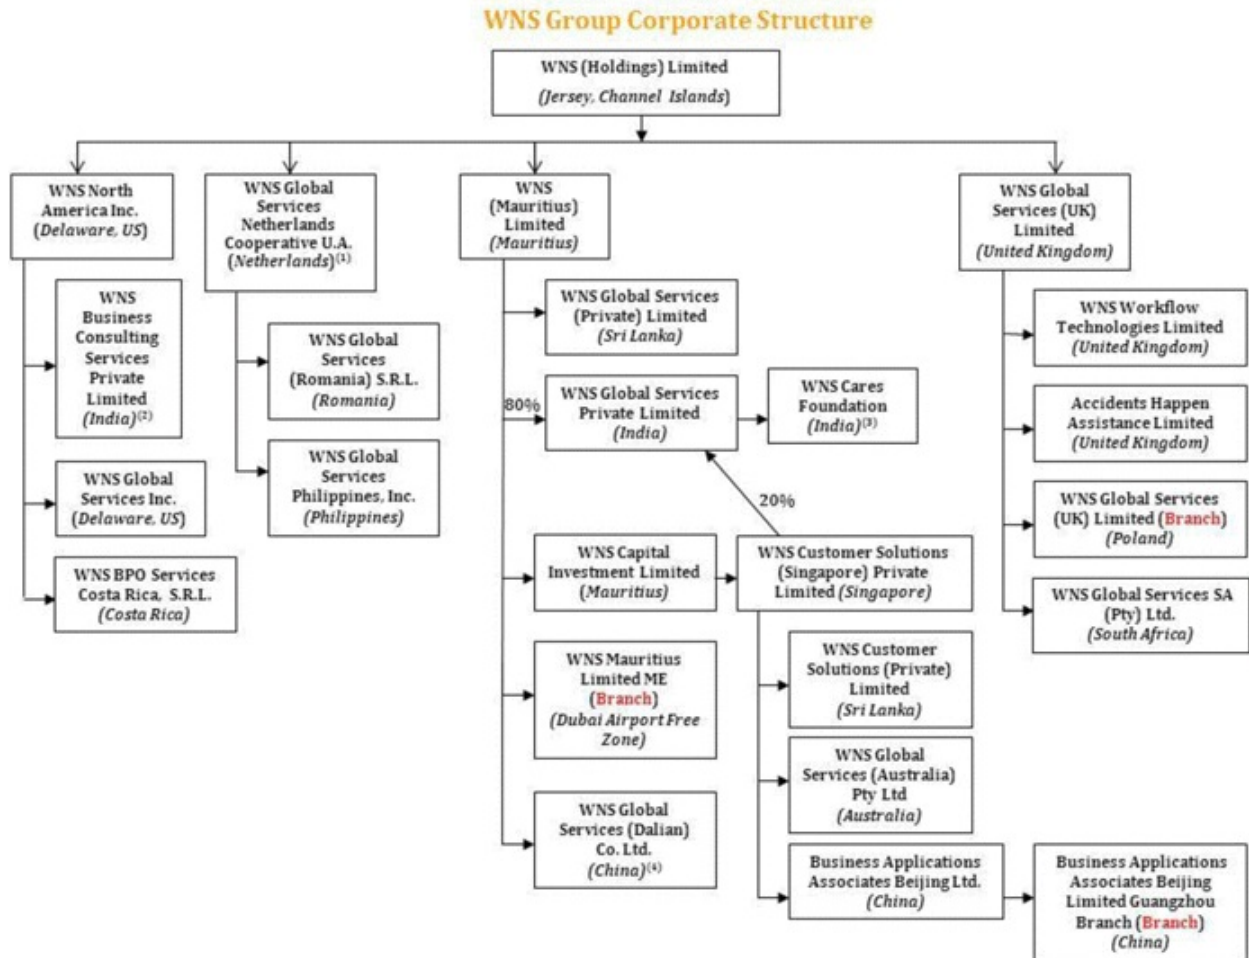 WNS Group Corporate Structure
WNS (Holdings) Limited
(Jersey, Channel Islands)
WNS North
America Inc.
(Delaware, US)
WNS
Business
Consulting
Services
Private
Limited
(India)(2)
WNS Global
Services Inc.
(Delaware, US)
WNS BPO Services
Costa Rica, S.R.L.
(Costa Rica)
WNS Global
Services
Netherlands
Cooperative U.A.
(Netherlands)(1)
WNS Global
Services
(Romania) S.R.L.
(Romania)
WNS Global
Services
Philippines, Inc.
(Philippines)
WNS
(Mauritius)
Limited
(Mauritius)
WNS Global Services
(Private) Limited
(Sri Lanka)
80%
WNS Global Services
Private Limited
(India)
WNS Cares
Foundation
(India)(3)
20%
WNS Capital
Investment Limited
(Mauritius)
WNS Customer Solutions
(Singapore) Private
Limited (Singapore)
WNS Mauritius
Limited ME
(Branch)
(Dubai Airport Free
Zone)
WNS Global
Services (Dalian)
Co. Ltd.
(China)(4)
WNS Customer
Solutions (Private)
Limited
(Sri Lanka)
WNS Global
Services (Australia)
Pty Ltd
(Australia)
Business Applications
Associates Beijing Ltd.
(China)
Business Applications
Associates Beijing
Limited Guangzhou
Branch (Branch)
(China)
WNS Global
Services (UK)
Limited
(United Kingdom)
WNS Workflow
Technologies Limited
(United Kingdom)
Accidents Happen
Assistance Limited
(United Kingdom)
WNS Global Services
(UK) Limited (Branch)
(Poland)
WNS Global Services SA
(Pty) Ltd.
(South Africa)